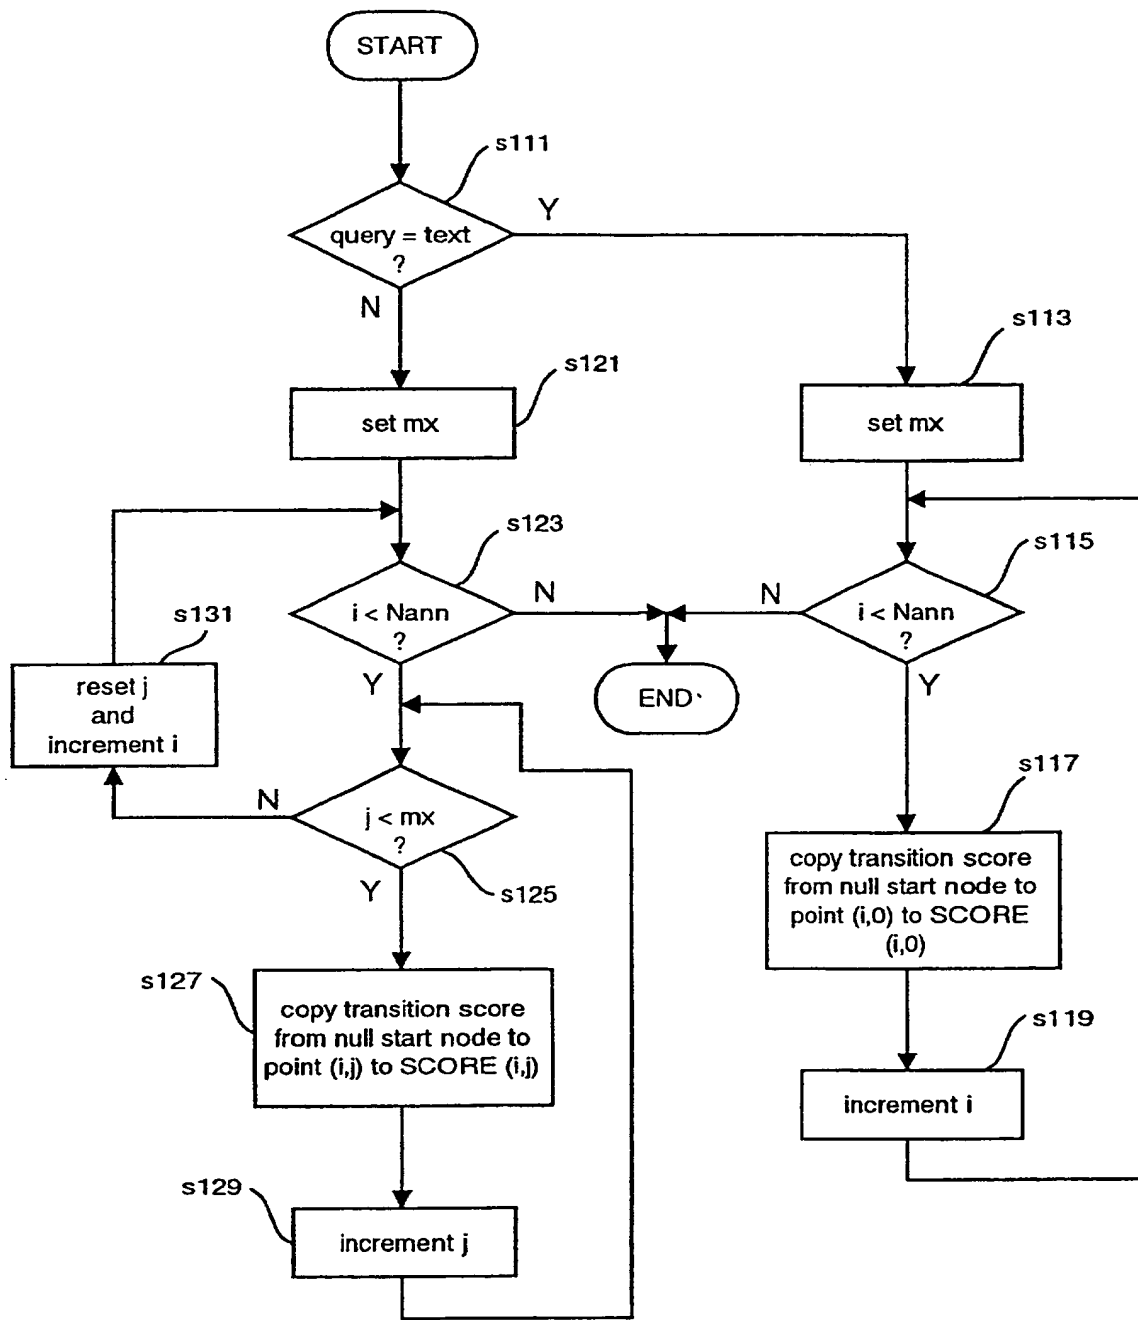 START
s111
query = text
?
Y
N
s113
set mx
s121
set mx
s123
i < Nann
?
N
Y
s115
i < Nann
?
N
Y
END
s131
reset j
and
increment i
j < mx
?
N
Y
s125
s117
copy transition score
from null start node to
point (i,0) to SCORE
(i,0)
s127
copy transition score
from null start node to
point (i,j) to SCORE (i,j)
s119
increment i
s129
increment j